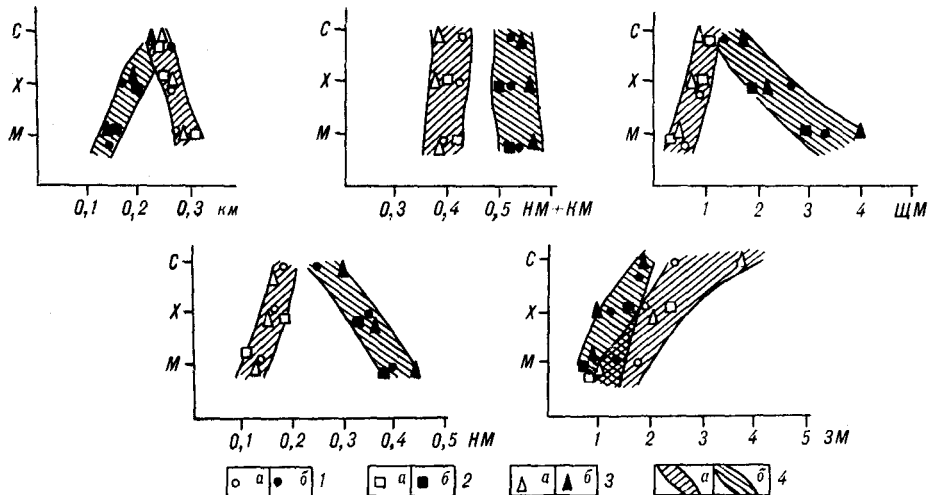 С
Х
М
0,1 0,2 0,3 км
С
Х
М
0,3 0,4 0,5 НМ+КМ
С
Х
М
1 2 3 4 ЩМ
С
Х
М
0,1 0,2 0,3 0,4 0,5 НМ
С
Х
М
1 2 3 4 5 ЗМ
а б 1 а б 2 а б 3 а б 4